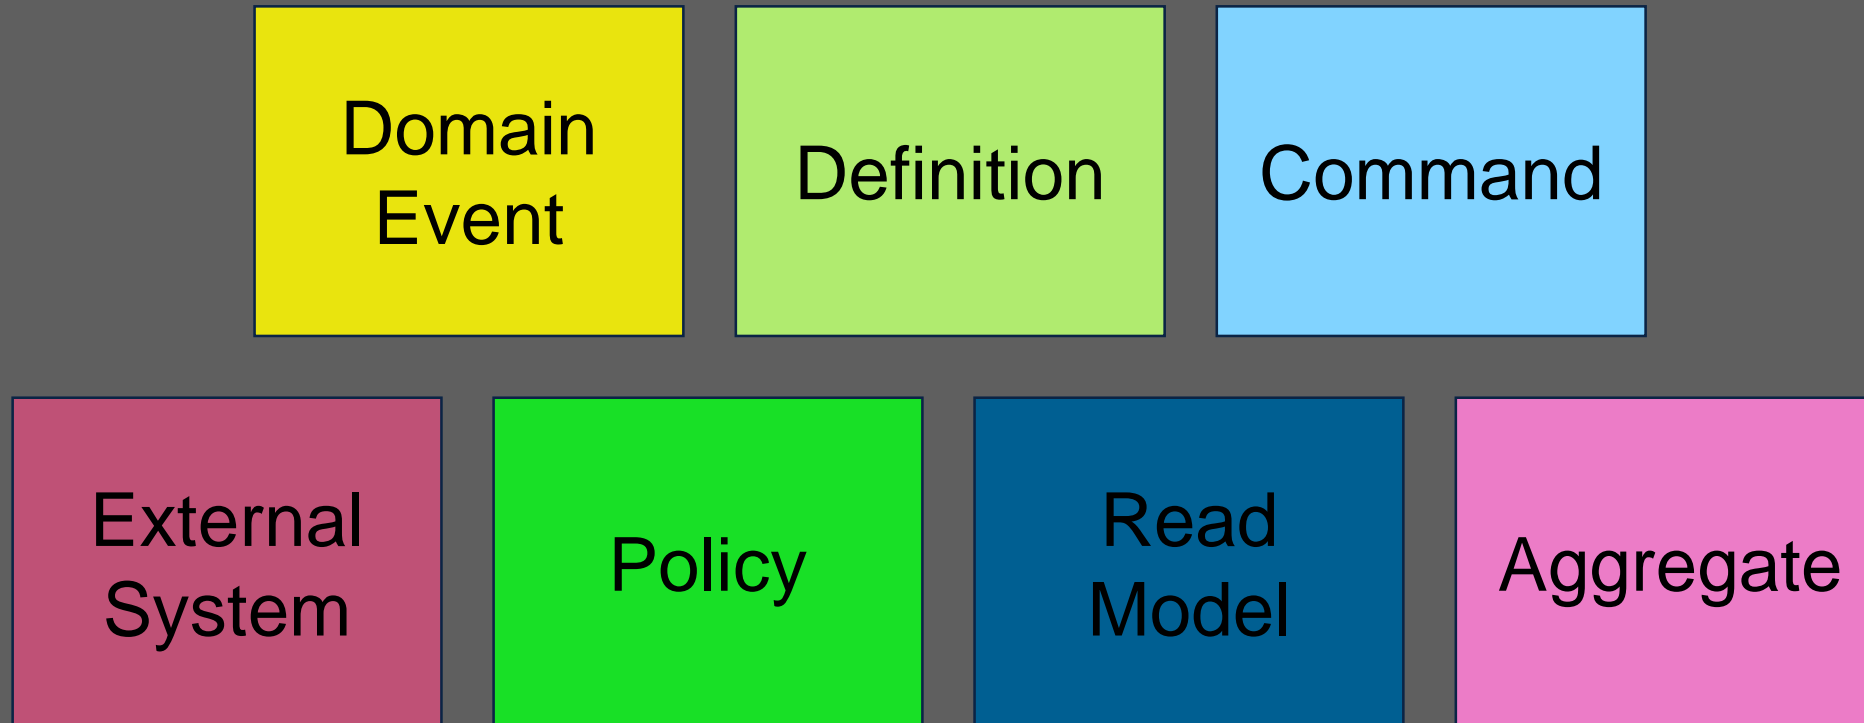 Domain
Event
Definition
Command
External
System
Policy
Read
Model
Aggregate